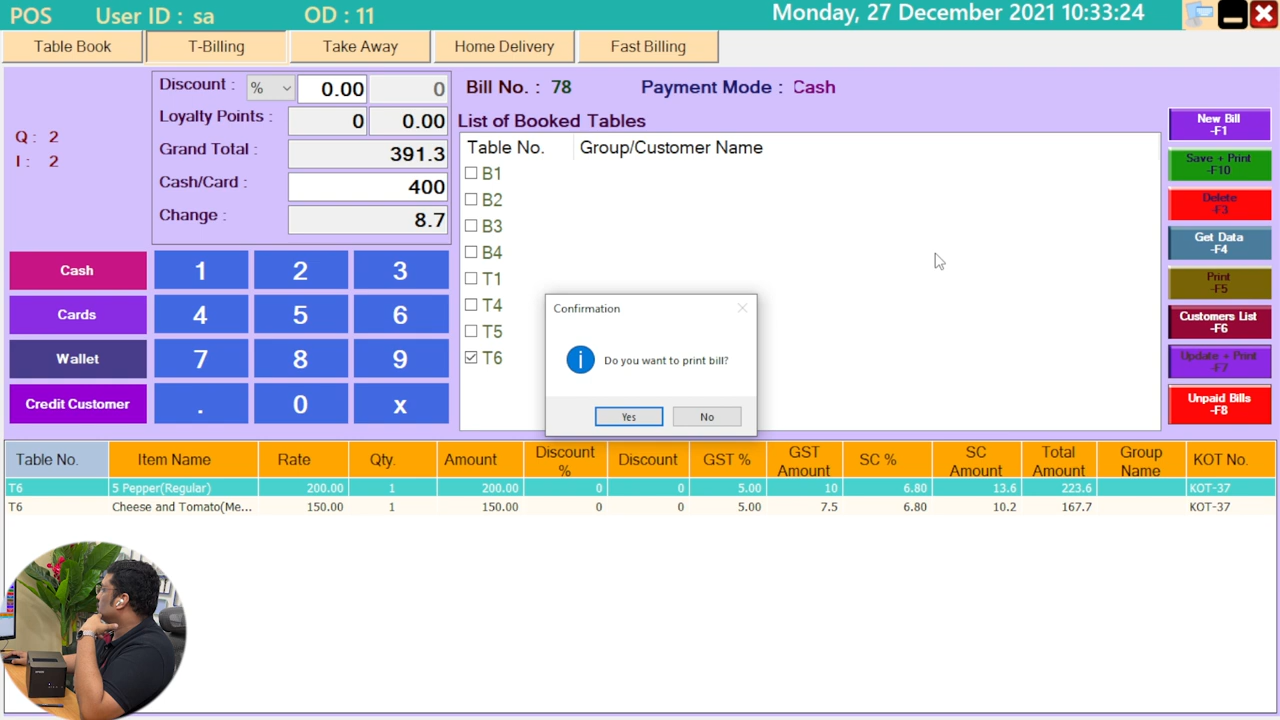 POS User ID : sa OD : 11 Monday, 27 December 2021 10:33:24
Table Book T-Billing Take Away Home Delivery Fast Billing
Q : 2
I : 2
Discount : % 0.00 0
Loyalty Points : 0 0.00
Grand Total : 391.3
Cash/Card : 400
Change : 8.7
Cash
Cards
Wallet
Credit Customer
1 2 3
4 5 6
7 8 9
. 0 x
Bill No. : 78 Payment Mode : Cash
List of Booked Tables
Table No. Group/Customer Name
B1
B2
B3
B4
T1
T4
T5
T6
Confirmation
Do you want to print bill?
Yes No
New Bill
-F1
Save + Print
-F10
Delete
-F3
Get Data
-F4
Print
-F5
Customers List
-F6
Update + Print
-F7
Unpaid Bills
-F8
Table No. Item Name Rate Qty. Amount Discount % Discount GST % GST Amount SC % SC Amount Total Amount Group Name KOT No.
T6 5 Pepper(Regular) 200.00 1 200.00 0 0 5.00 10 6.80 13.6 223.6 KOT-37
T6 Cheese and Tomato(Me... 150.00 1 150.00 0 0 5.00 7.5 6.80 10.2 167.7 KOT-37